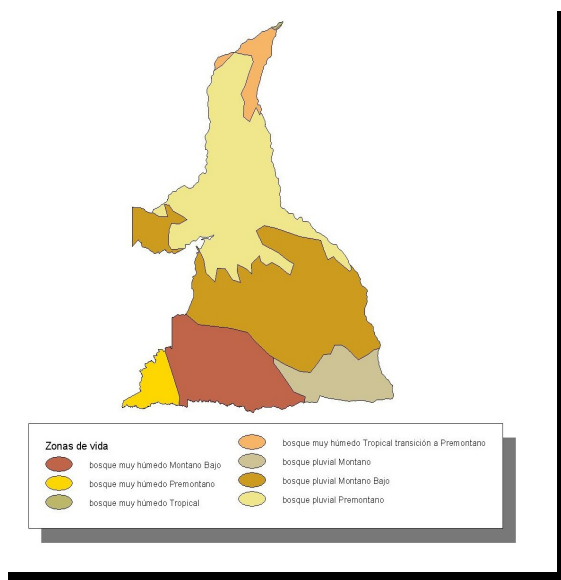 Zonas de vida
bosque muy húmedo Montano Bajo
bosque muy húmedo Premontano
bosque muy húmedo Tropical
bosque muy húmedo Tropical transición a Premontano
bosque pluvial Montano
bosque pluvial Montano Bajo
bosque pluvial Premontano